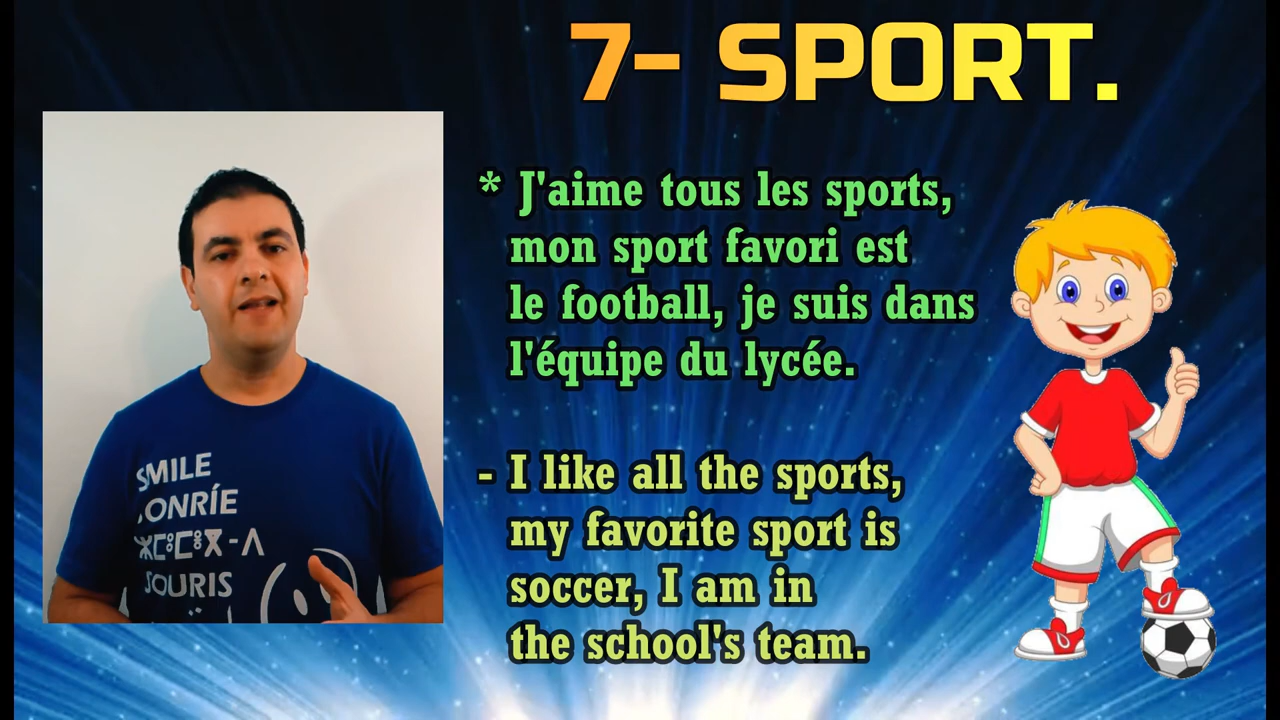 7- SPORT.
* J'aime tous les sports,
mon sport favori est
le football, je suis dans
l'équipe du lycée.
- I like all the sports,
my favorite sport is
soccer, I am in
the school's team.
SMILE
SONRÍE
SOURIS